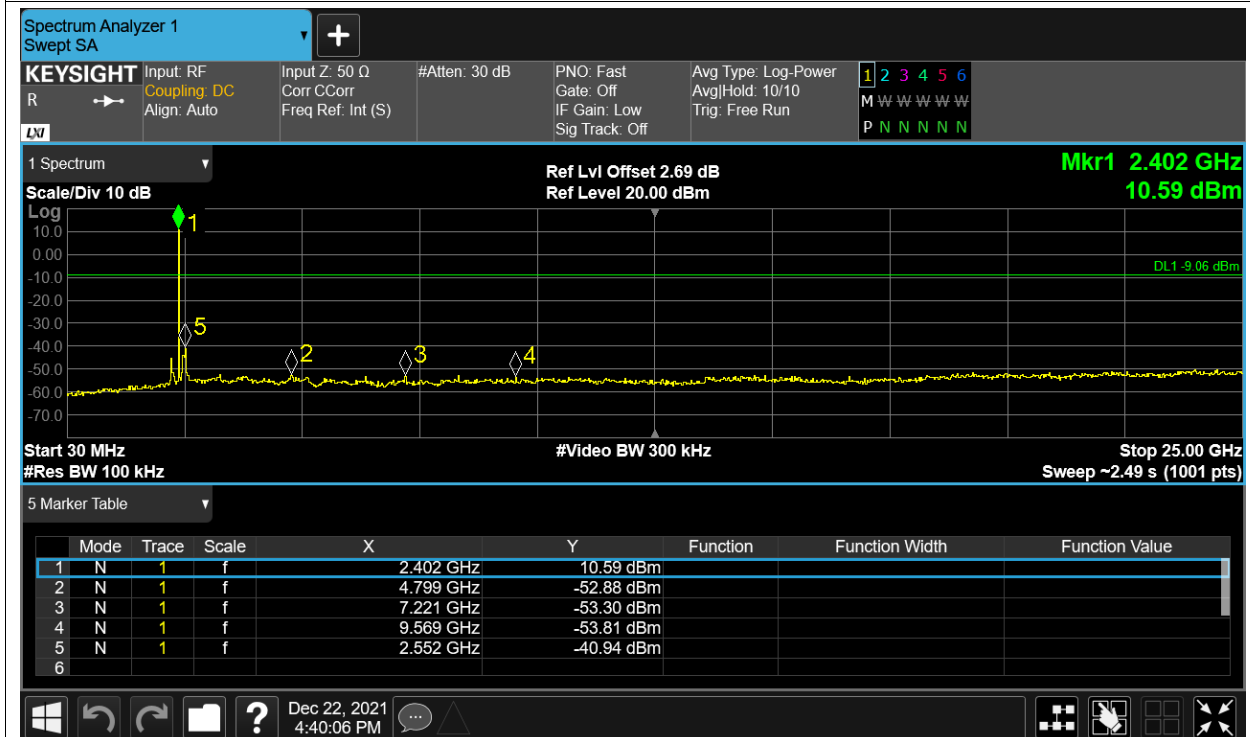 Spectrum Analyzer 1
Swept SA
+
KEYSIGHT Input: RF Input Z: 50 Ω #Atten: 30 dB PNO: Fast Avg Type: Log-Power 1 2 3 4 5 6
R Coupling: DC Corr CCorr Gate: Off Avg|Hold: 10/10 M W W W W W W
Align: Auto Freq Ref: Int (S) IF Gain: Low Trig: Free Run
LXI Sig Track: Off P N N N N N N
1 Spectrum Ref Lvl Offset 2.69 dB Mkr1 2.402 GHz
Scale/Div 10 dB Ref Level 20.00 dBm 10.59 dBm
Log
1
10.0
0.00
DL1 -9.06 dBm
-10.0
-20.0
-30.0
5
-40.0
2 3 4
-50.0
-60.0
-70.0
Start 30 MHz #Video BW 300 kHz Stop 25.00 GHz
#Res BW 100 kHz Sweep ~2.49 s (1001 pts)
5 Marker Table
Mode Trace Scale X Y Function Function Width Function Value
1 N 1 f 2.402 GHz 10.59 dBm
2 N 1 f 4.799 GHz -52.88 dBm
3 N 1 f 7.221 GHz -53.30 dBm
4 N 1 f 9.569 GHz -53.81 dBm
5 N 1 f 2.552 GHz -40.94 dBm
6
? Dec 22, 2021
4:40:06 PM